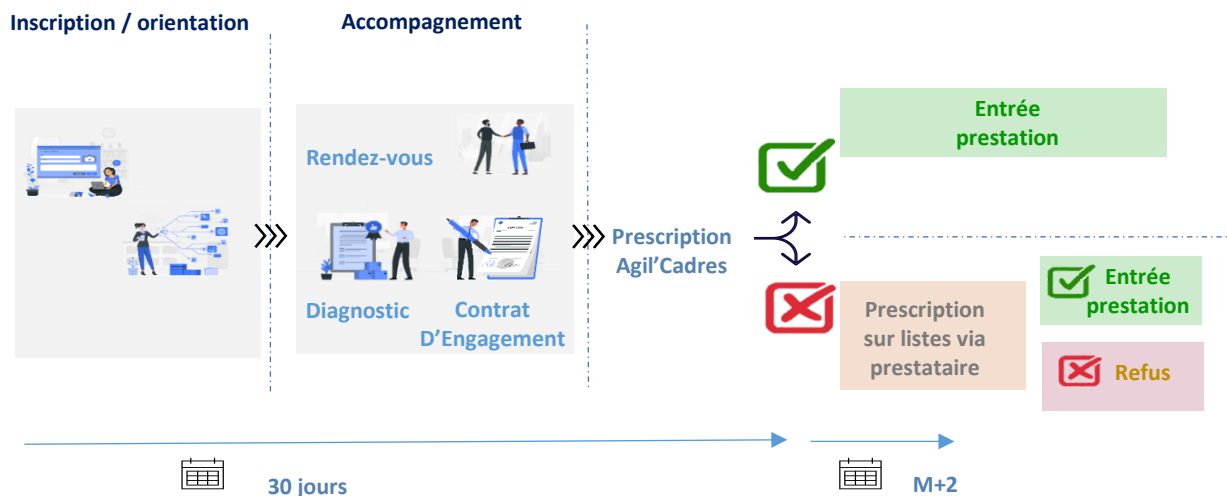 Inscription / orientation
Accompagnement
Rendez-vous
Diagnostic
Contrat
D’Engagement
Prescription
Agil’Cadres
Entrée
prestation
Prescription
sur listes via
prestataire
Entrée
prestation
Refus
30 jours
M+2